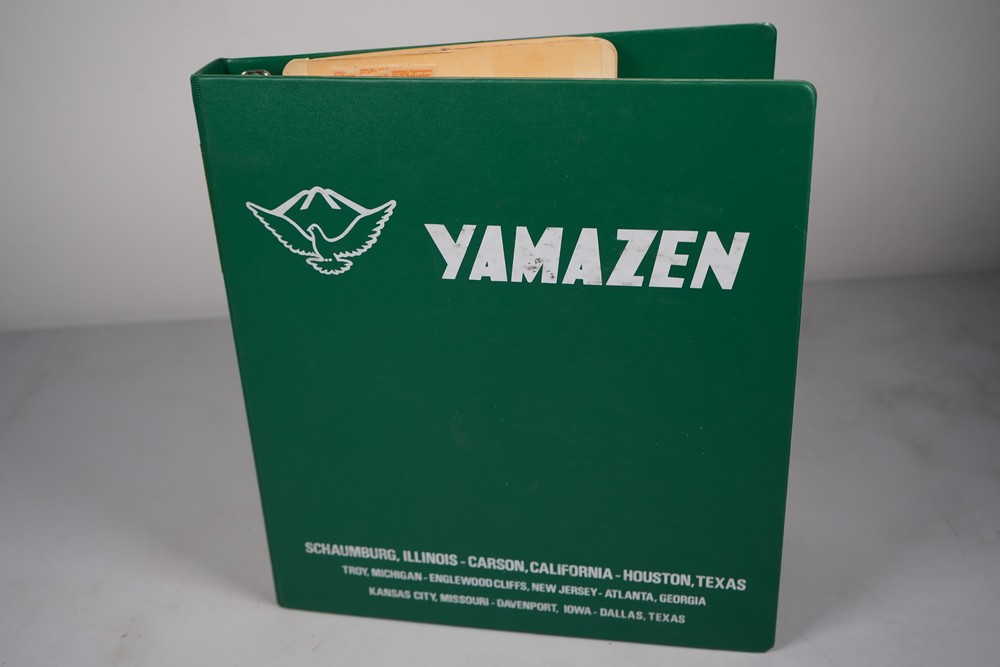 YAMAZEN
SCHAUMBURG, ILLINOIS - CARSON, CALIFORNIA - HOUSTON, TEXAS
TROY, MICHIGAN - ENGLEWOOD CLIFFS, NEW JERSEY - ATLANTA, GEORGIA
KANSAS CITY, MISSOURI - DAVENPORT, IOWA - DALLAS, TEXAS